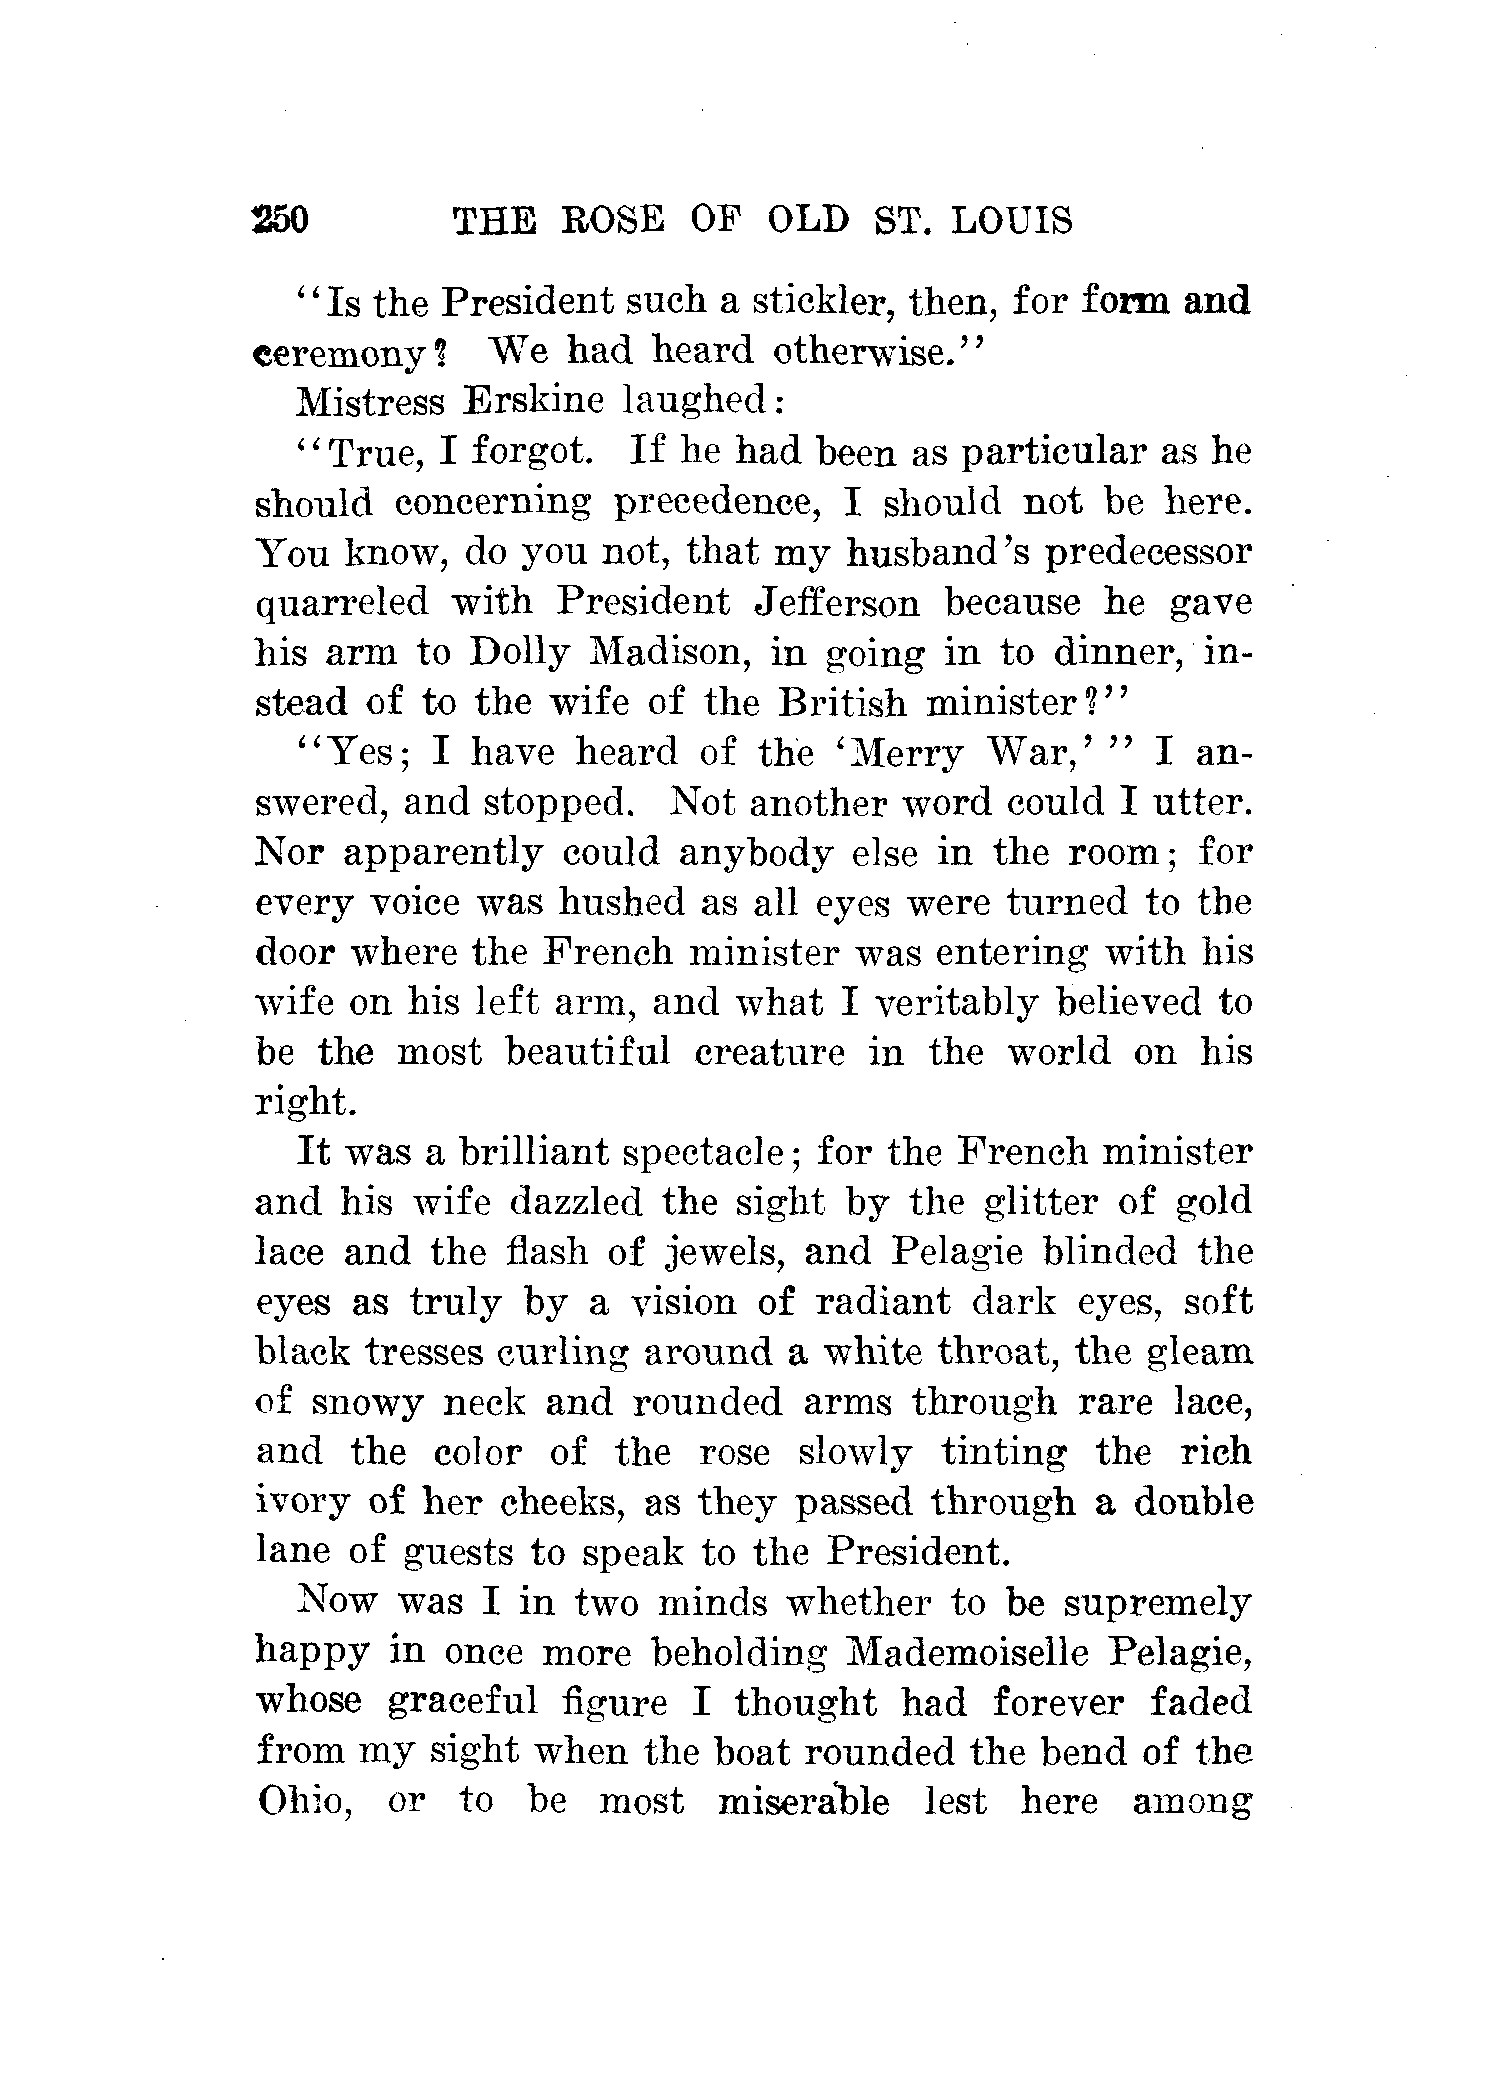 250 THE ROSE OF OLD ST. LOUIS
"Is the President such a stickler, then, for form and
ceremony? We had heard otherwise."
Mistress Erskine laughed:
"True, I forgot. If he had been as particular as he
should concerning precedence, I should not be here.
You know, do you not, that my husband's predecessor
quarreled with President Jefferson because he gave
his arm to Dolly Madison, in going in to dinner, in-
stead of to the wife of the British minister?"
"Yes; I have heard of the 'Merry War,' " I an-
swered, and stopped. Not another word could I utter.
Nor apparently could anybody else in the room; for
every voice was hushed as all eyes were turned to the
door where the French minister was entering with his
wife on his left arm, and what I veritably believed to
be the most beautiful creature in the world on his
right.
It was a brilliant spectacle; for the French minister
and his wife dazzled the sight by the glitter of gold
lace and the flash of jewels, and Pelagie blinded the
eyes as truly by a vision of radiant dark eyes, soft
black tresses curling around a white throat, the gleam
of snowy neck and rounded arms through rare lace,
and the color of the rose slowly tinting the rich
ivory of her cheeks, as they passed through a double
lane of guests to speak to the President.
Now was I in two minds whether to be supremely
happy in once more beholding Mademoiselle Pelagie,
whose graceful figure I thought had forever faded
from my sight when the boat rounded the bend of the
Ohio, or to be most miserable lest here among